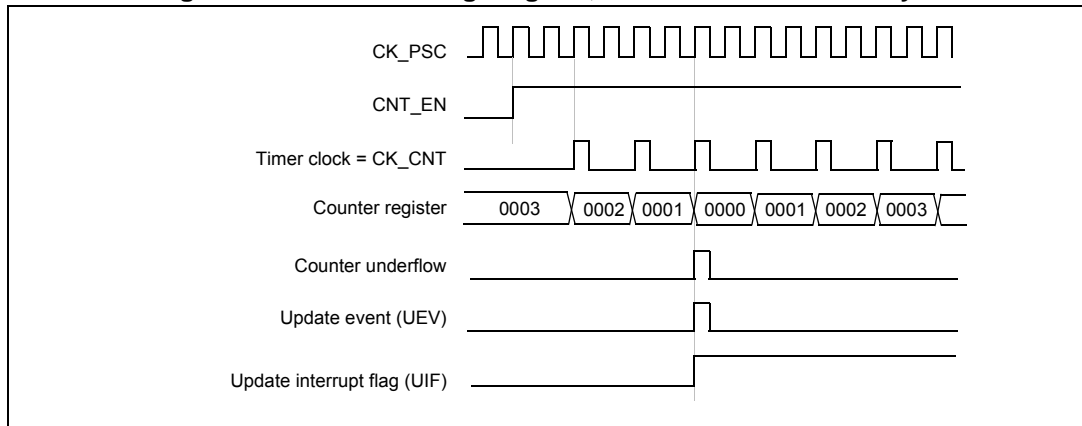 CK_PSC
CNT_EN
Timer clock = CK_CNT
Counter register 0003 0002 0001 0000 0001 0002 0003
Counter underflow
Update event (UEV)
Update interrupt flag (UIF)